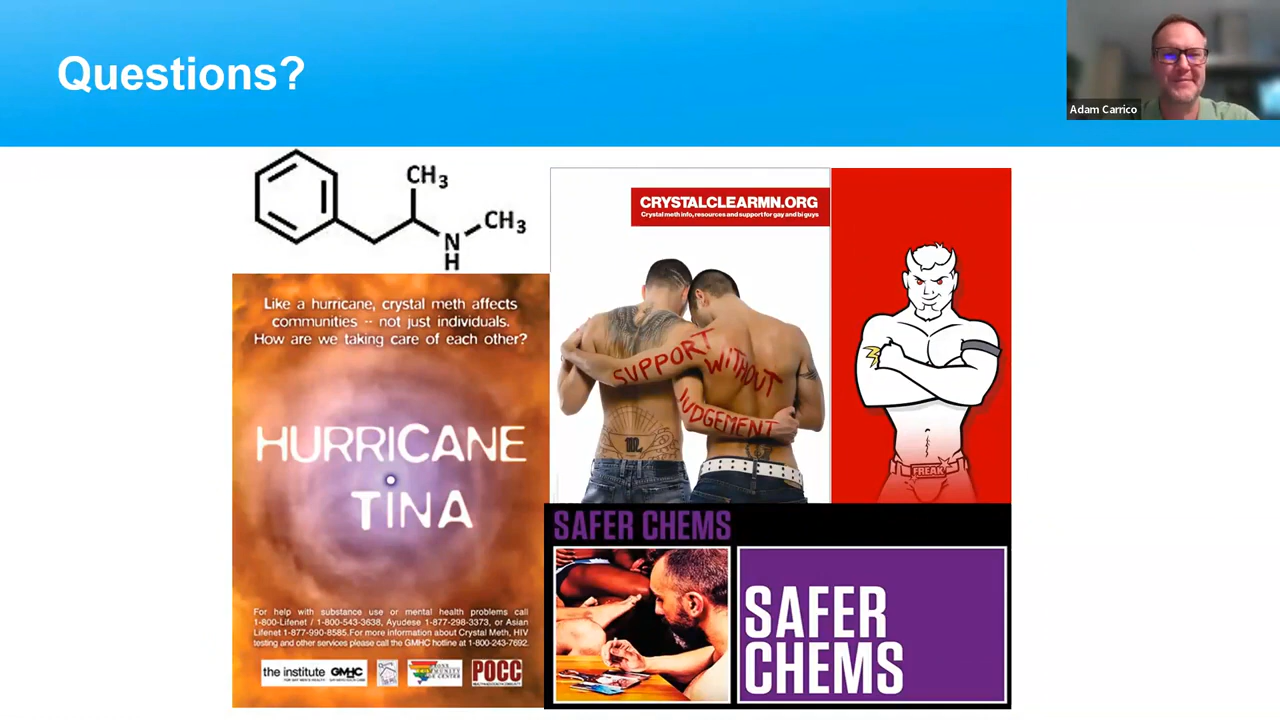 Questions?
Adam Carrico
CH3
CH3
N
H
CRYSTALCLEARMN.ORG
Crystal meth info, resources and support for gay and bi guys
SUPPORT
WITHOUT
JUDGEMENT
FREAK
Like a hurricane, crystal meth affects
communities -- not just individuals.
How are we taking care of each other?
HURRICANE
TINA
For help with substance use or mental health problems call
1-800-Lifenet / 1-800-543-3638, Ayudese 1-877-298-3373, or Asian
Lifenet 1-877-990-8585. For more information about Crystal Meth, HIV
testing and other services please call the GMHC hotline at 1-800-243-7692.
the institute
FOR GAY MEN'S HEALTH
GMHC
POCC
SAFER CHEMS
SAFER
CHEMS